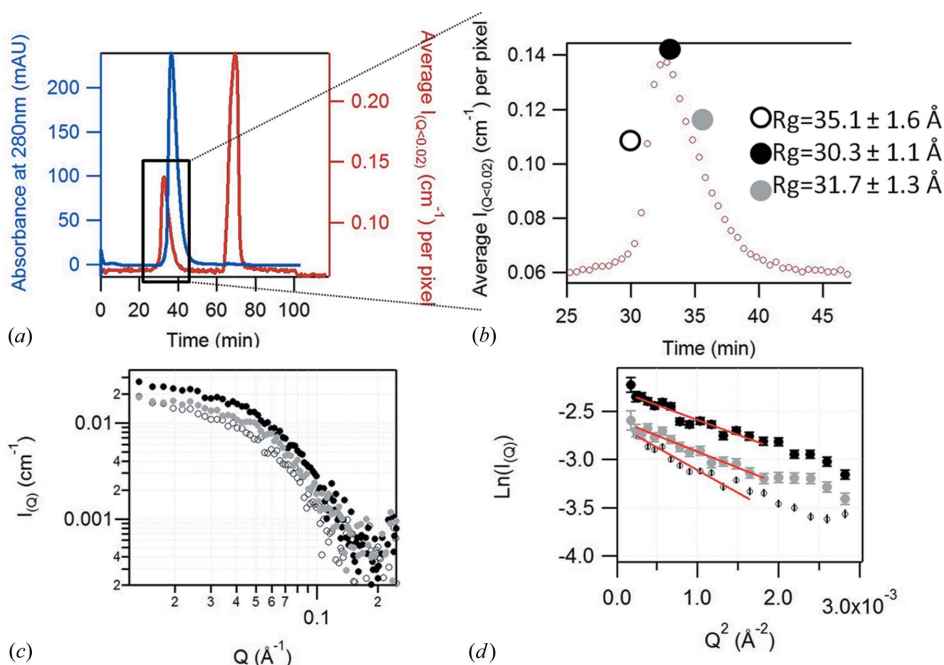 (a)
Absorbance at 280nm (mAU)
200
150
100
50
0
0 20 40 60 80 100
Time (min)
0.20
0.15
0.10
Average I(Q<0.02) (cm⁻¹) per pixel
(b)
Average I(Q<0.02) (cm⁻¹) per pixel
0.14
0.12
0.10
0.08
0.06
25 30 35 40 45
Time (min)
Rg=35.1 ± 1.6 Å
Rg=30.3 ± 1.1 Å
Rg=31.7 ± 1.3 Å
(c)
I(Q) (cm⁻¹)
2
0.01
4
2
0.001
4
2
2 3 4 5 6 7 0.1 2
Q (Å⁻¹)
(d)
Ln(I(Q))
-2.5
-3.0
-3.5
-4.0
0.0 1.0 2.0 3.0x10⁻³
Q² (Å⁻²)